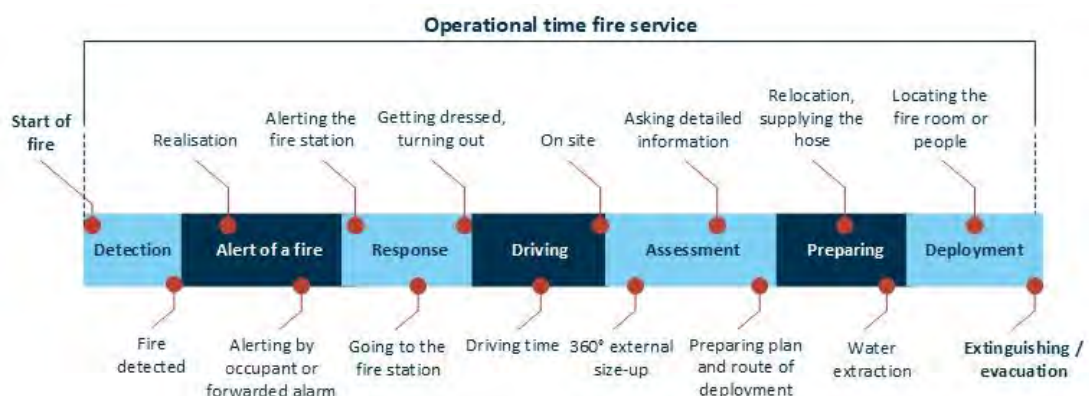 Operational time fire service
Start of
fire
Realisation
Alerting the
fire station
Getting dressed,
turning out
On site
Asking detailed
information
Relocation,
supplying the
hose
Locating the
fire room or
people
Detection
Alert of a fire
Response
Driving
Assessment
Preparing
Deployment
Fire
detected
Alerting by
occupant or
forwarded alarm
Going to the
fire station
Driving time
360° external
size-up
Preparing plan
and route of
deployment
Water
extraction
Extinguishing /
evacuation